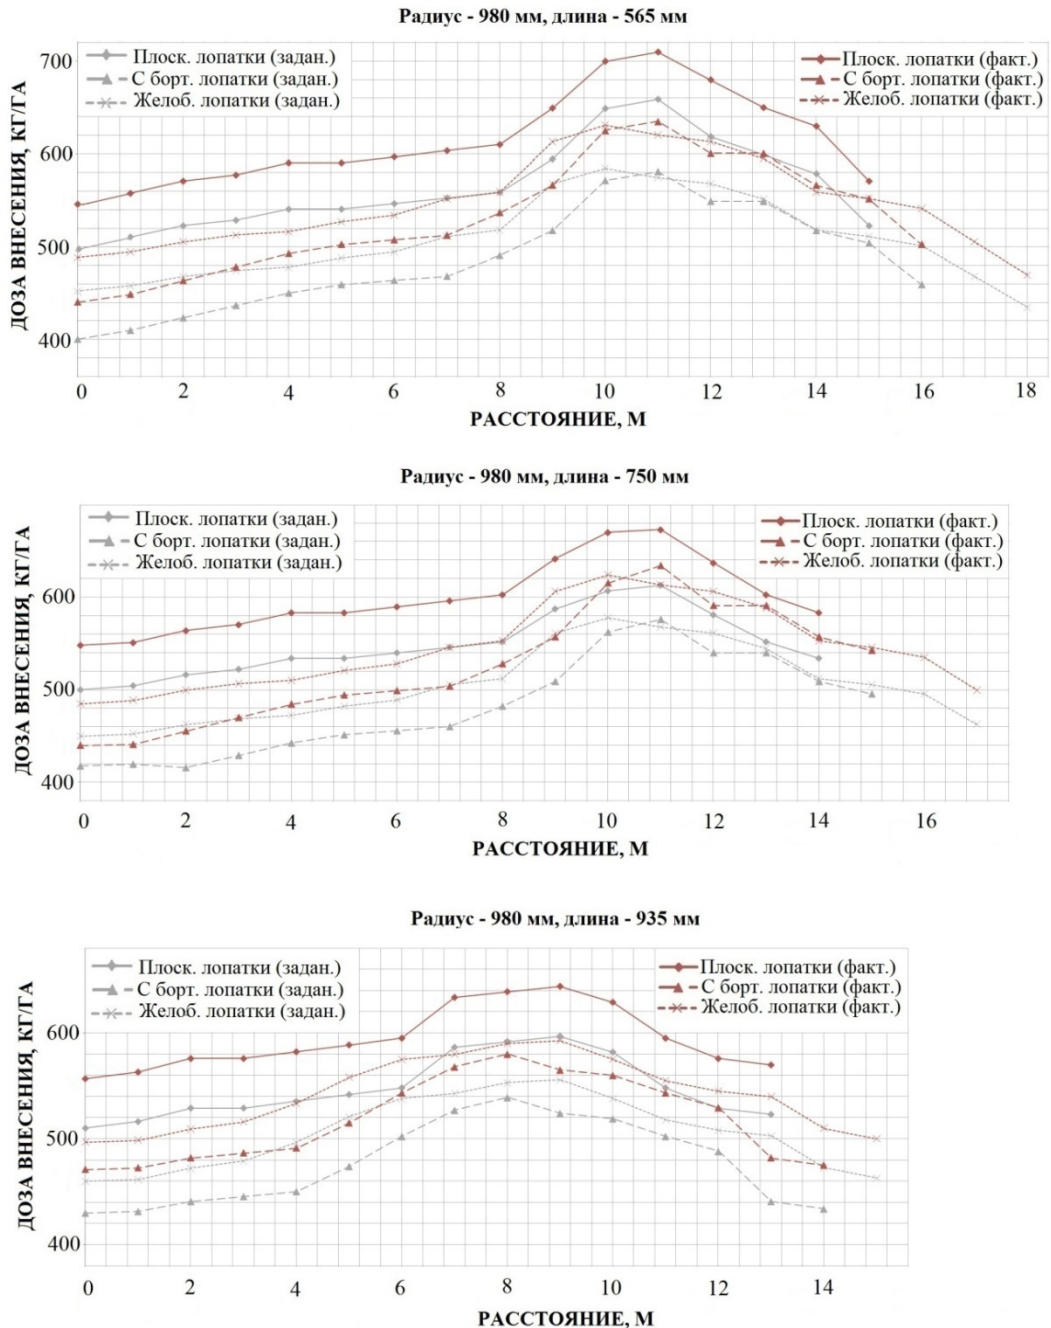 Радиус - 980 мм, длина - 565 мм
Плоск. лопатки (задан.)
С борт. лопатки (задан.)
Желоб. лопатки (задан.)
Плоск. лопатки (факт.)
С борт. лопатки (факт.)
Желоб. лопатки (факт.)
ДОЗА ВНЕСЕНИЯ, КГ/ГА
700
600
500
400
0 2 4 6 8 10 12 14 16 18
РАССТОЯНИЕ, М
Радиус - 980 мм, длина - 750 мм
Плоск. лопатки (задан.)
С борт. лопатки (задан.)
Желоб. лопатки (задан.)
Плоск. лопатки (факт.)
С борт. лопатки (факт.)
Желоб. лопатки (факт.)
ДОЗА ВНЕСЕНИЯ, КГ/ГА
600
500
400
0 2 4 6 8 10 12 14 16
РАССТОЯНИЕ, М
Радиус - 980 мм, длина - 935 мм
Плоск. лопатки (задан.)
С борт. лопатки (задан.)
Желоб. лопатки (задан.)
Плоск. лопатки (факт.)
С борт. лопатки (факт.)
Желоб. лопатки (факт.)
ДОЗА ВНЕСЕНИЯ, КГ/ГА
600
500
400
0 2 4 6 8 10 12 14
РАССТОЯНИЕ, М